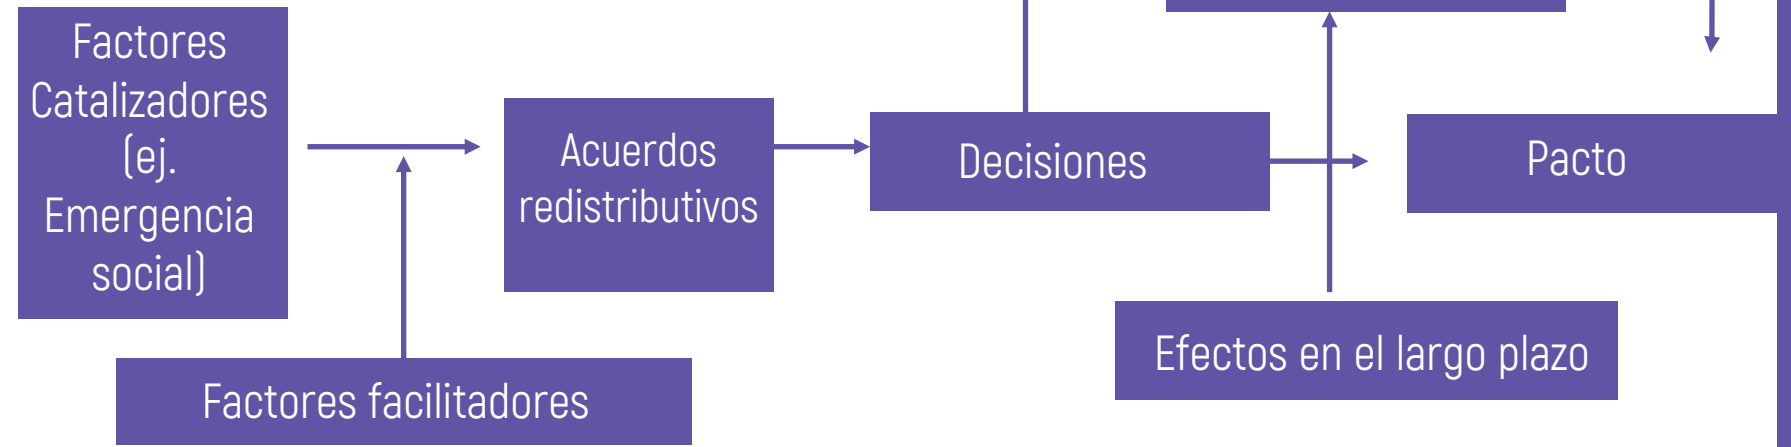 Factores
Catalizadores
(ej.
Emergencia
social)
Acuerdos
redistributivos
Decisiones
Pacto
Efectos en el largo plazo
Factores facilitadores